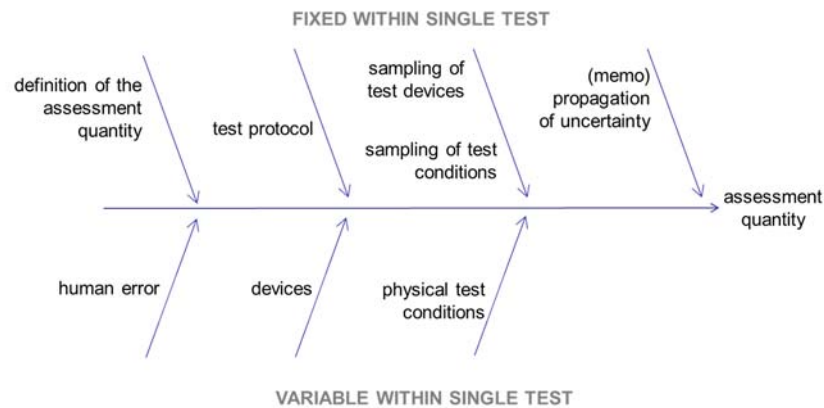 FIXED WITHIN SINGLE TEST
definition of the
assessment
quantity
test protocol
sampling of
test devices
sampling of test
conditions
(memo)
propagation
of uncertainty
assessment
quantity
human error
devices
physical test
conditions
VARIABLE WITHIN SINGLE TEST